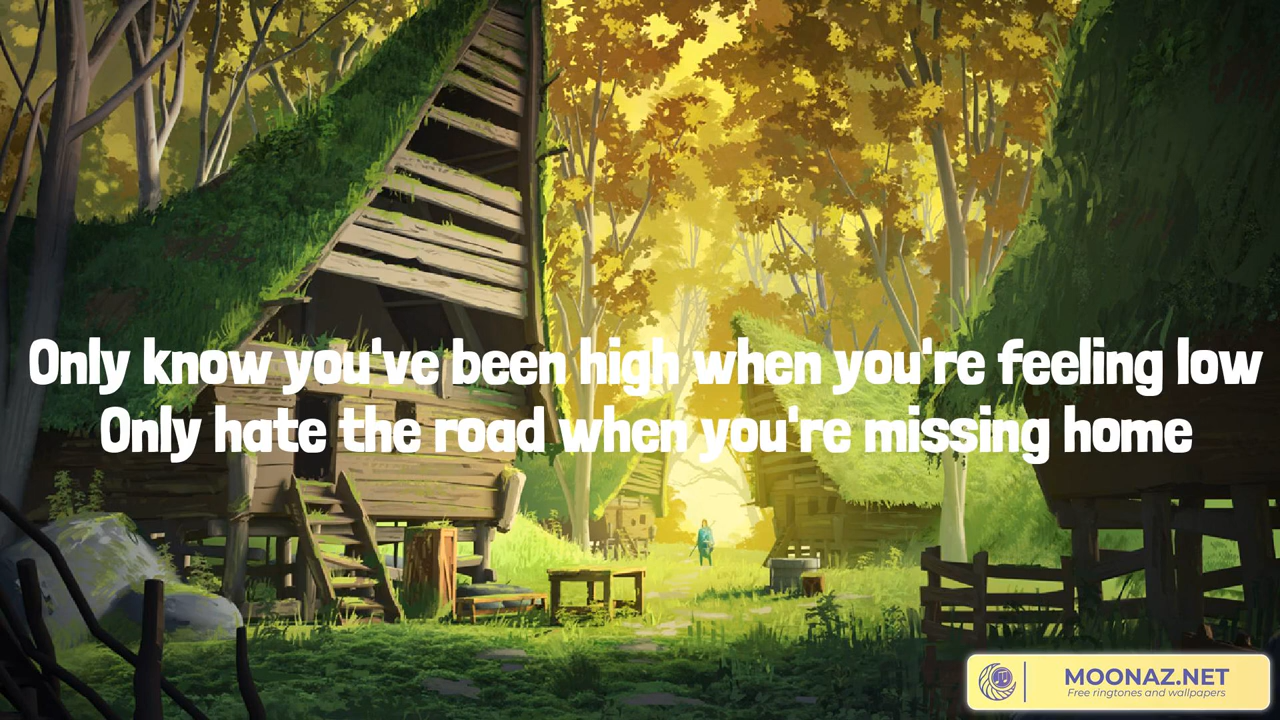 Only know you've been high when you're feeling low
Only hate the road when you're missing home
MOONAZ.NET
Free ringtones and wallpapers